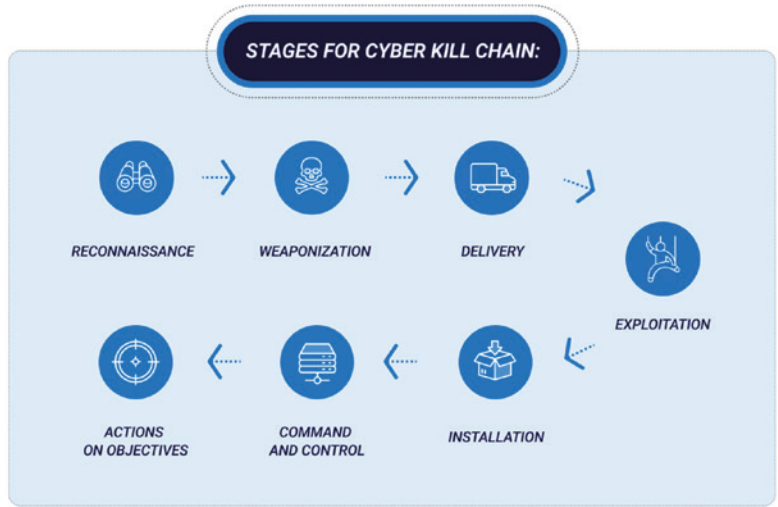 STAGES FOR CYBER KILL CHAIN:
RECONNAISSANCE
WEAPONIZATION
DELIVERY
EXPLOITATION
INSTALLATION
COMMAND
AND CONTROL
ACTIONS
ON OBJECTIVES